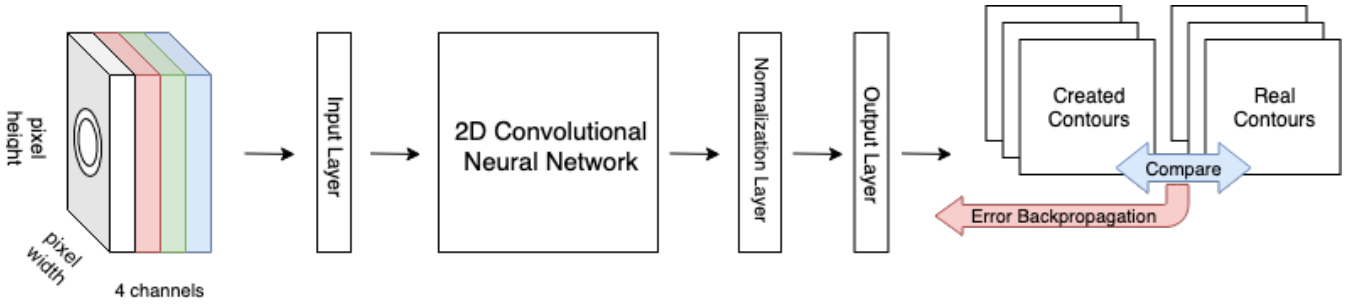 pixel
height
pixel
width
4 channels
Input Layer
2D Convolutional
Neural Network
Normalization Layer
Output Layer
Created
Contours
Real
Contours
Compare
Error Backpropagation